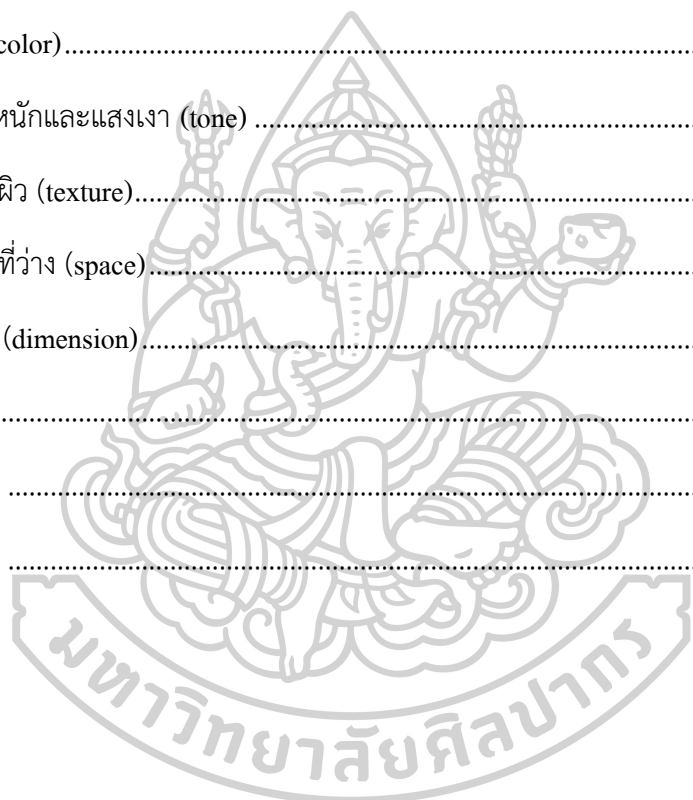 color)........................................................................................
หนักและแสงเงา (tone) ............................................................
ผิว (texture)..............................................................................
ที่ว่าง (space)............................................................................
(dimension)..............................................................................
................................................................................................
................................................................................................
................................................................................................
มหาวิทยาลัยศิลปากร